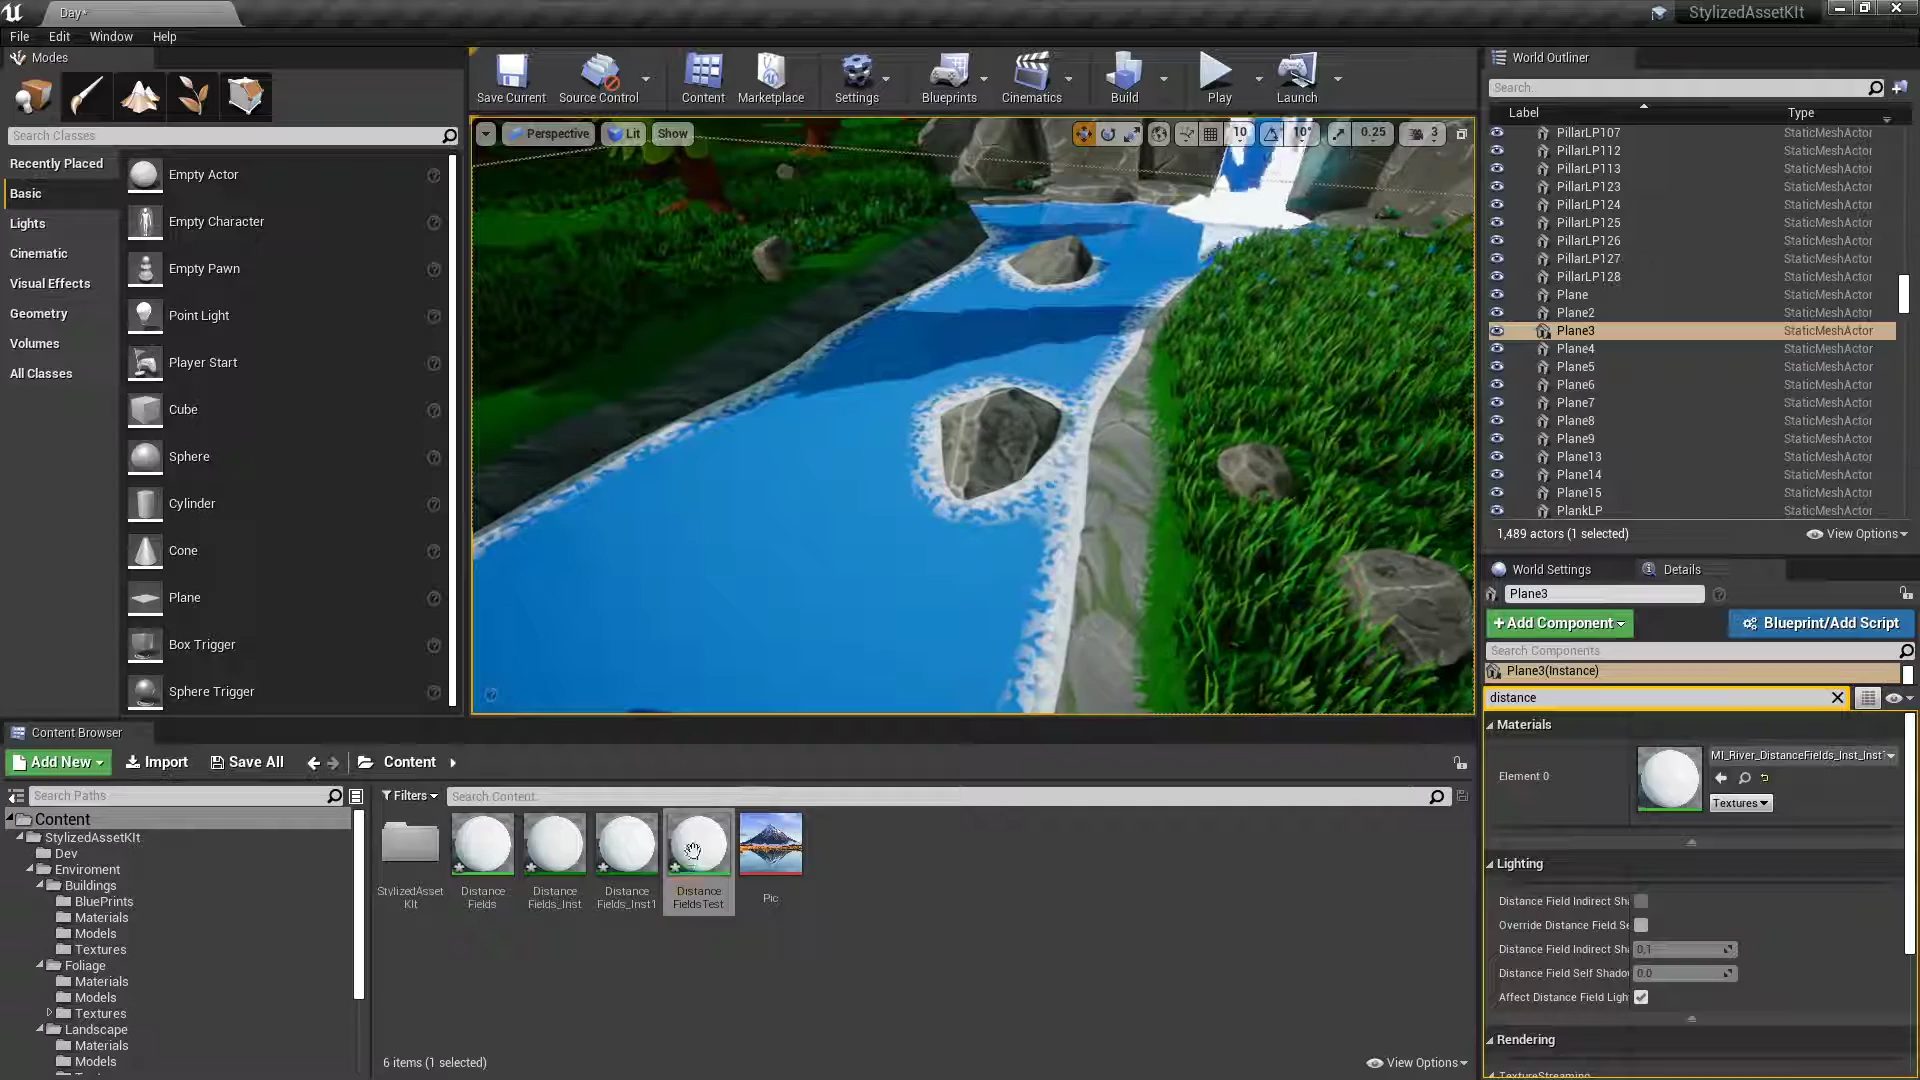 Day*
StylizedAssetKIt
File
Edit
Window
Help
Modes
Search Classes
Recently Placed
Basic
Lights
Cinematic
Visual Effects
Geometry
Volumes
All Classes
Empty Actor
Empty Character
Empty Pawn
Point Light
Player Start
Cube
Sphere
Cylinder
Cone
Plane
Box Trigger
Sphere Trigger
Save Current
Source Control
Content
Marketplace
Settings
Blueprints
Cinematics
Build
Play
Launch
Perspective
Lit
Show
10
10°
0.25
3
World Outliner
Search.
Label
Type
PillarLP107 StaticMeshActor
PillarLP112 StaticMeshActor
PillarLP113 StaticMeshActor
PillarLP123 StaticMeshActor
PillarLP124 StaticMeshActor
PillarLP125 StaticMeshActor
PillarLP126 StaticMeshActor
PillarLP127 StaticMeshActor
PillarLP128 StaticMeshActor
Plane StaticMeshActor
Plane2 StaticMeshActor
Plane3 StaticMeshActor
Plane4 StaticMeshActor
Plane5 StaticMeshActor
Plane6 StaticMeshActor
Plane7 StaticMeshActor
Plane8 StaticMeshActor
Plane9 StaticMeshActor
Plane13 StaticMeshActor
Plane14 StaticMeshActor
Plane15 StaticMeshActor
PlankLP StaticMeshActor
1,489 actors (1 selected)
View Options
World Settings
Details
Plane3
+Add Component
Blueprint/Add Script
Search Components
Plane3(Instance)
distance
Materials
Element 0
MI_River_DistanceFields_Inst_Inst
Textures
Lighting
Distance Field Indirect Sha
Override Distance Field Se
Distance Field Indirect Sha 0.1
Distance Field Self Shadow 0.0
Affect Distance Field Ligh
Rendering
TextureStreaming
Content Browser
Add New
Import
Save All
Content
Search Paths
Filters
Search Content
Content
StylizedAssetKIt
Dev
Enviroment
Buildings
BluePrints
Materials
Models
Textures
Foliage
Materials
Models
Textures
Landscape
Materials
Models
StylizedAsset
KIt
Distance
Fields
Distance
Fields_Inst
Distance
Fields_Inst1
Distance
FieldsTest
Pic
6 items (1 selected)
View Options